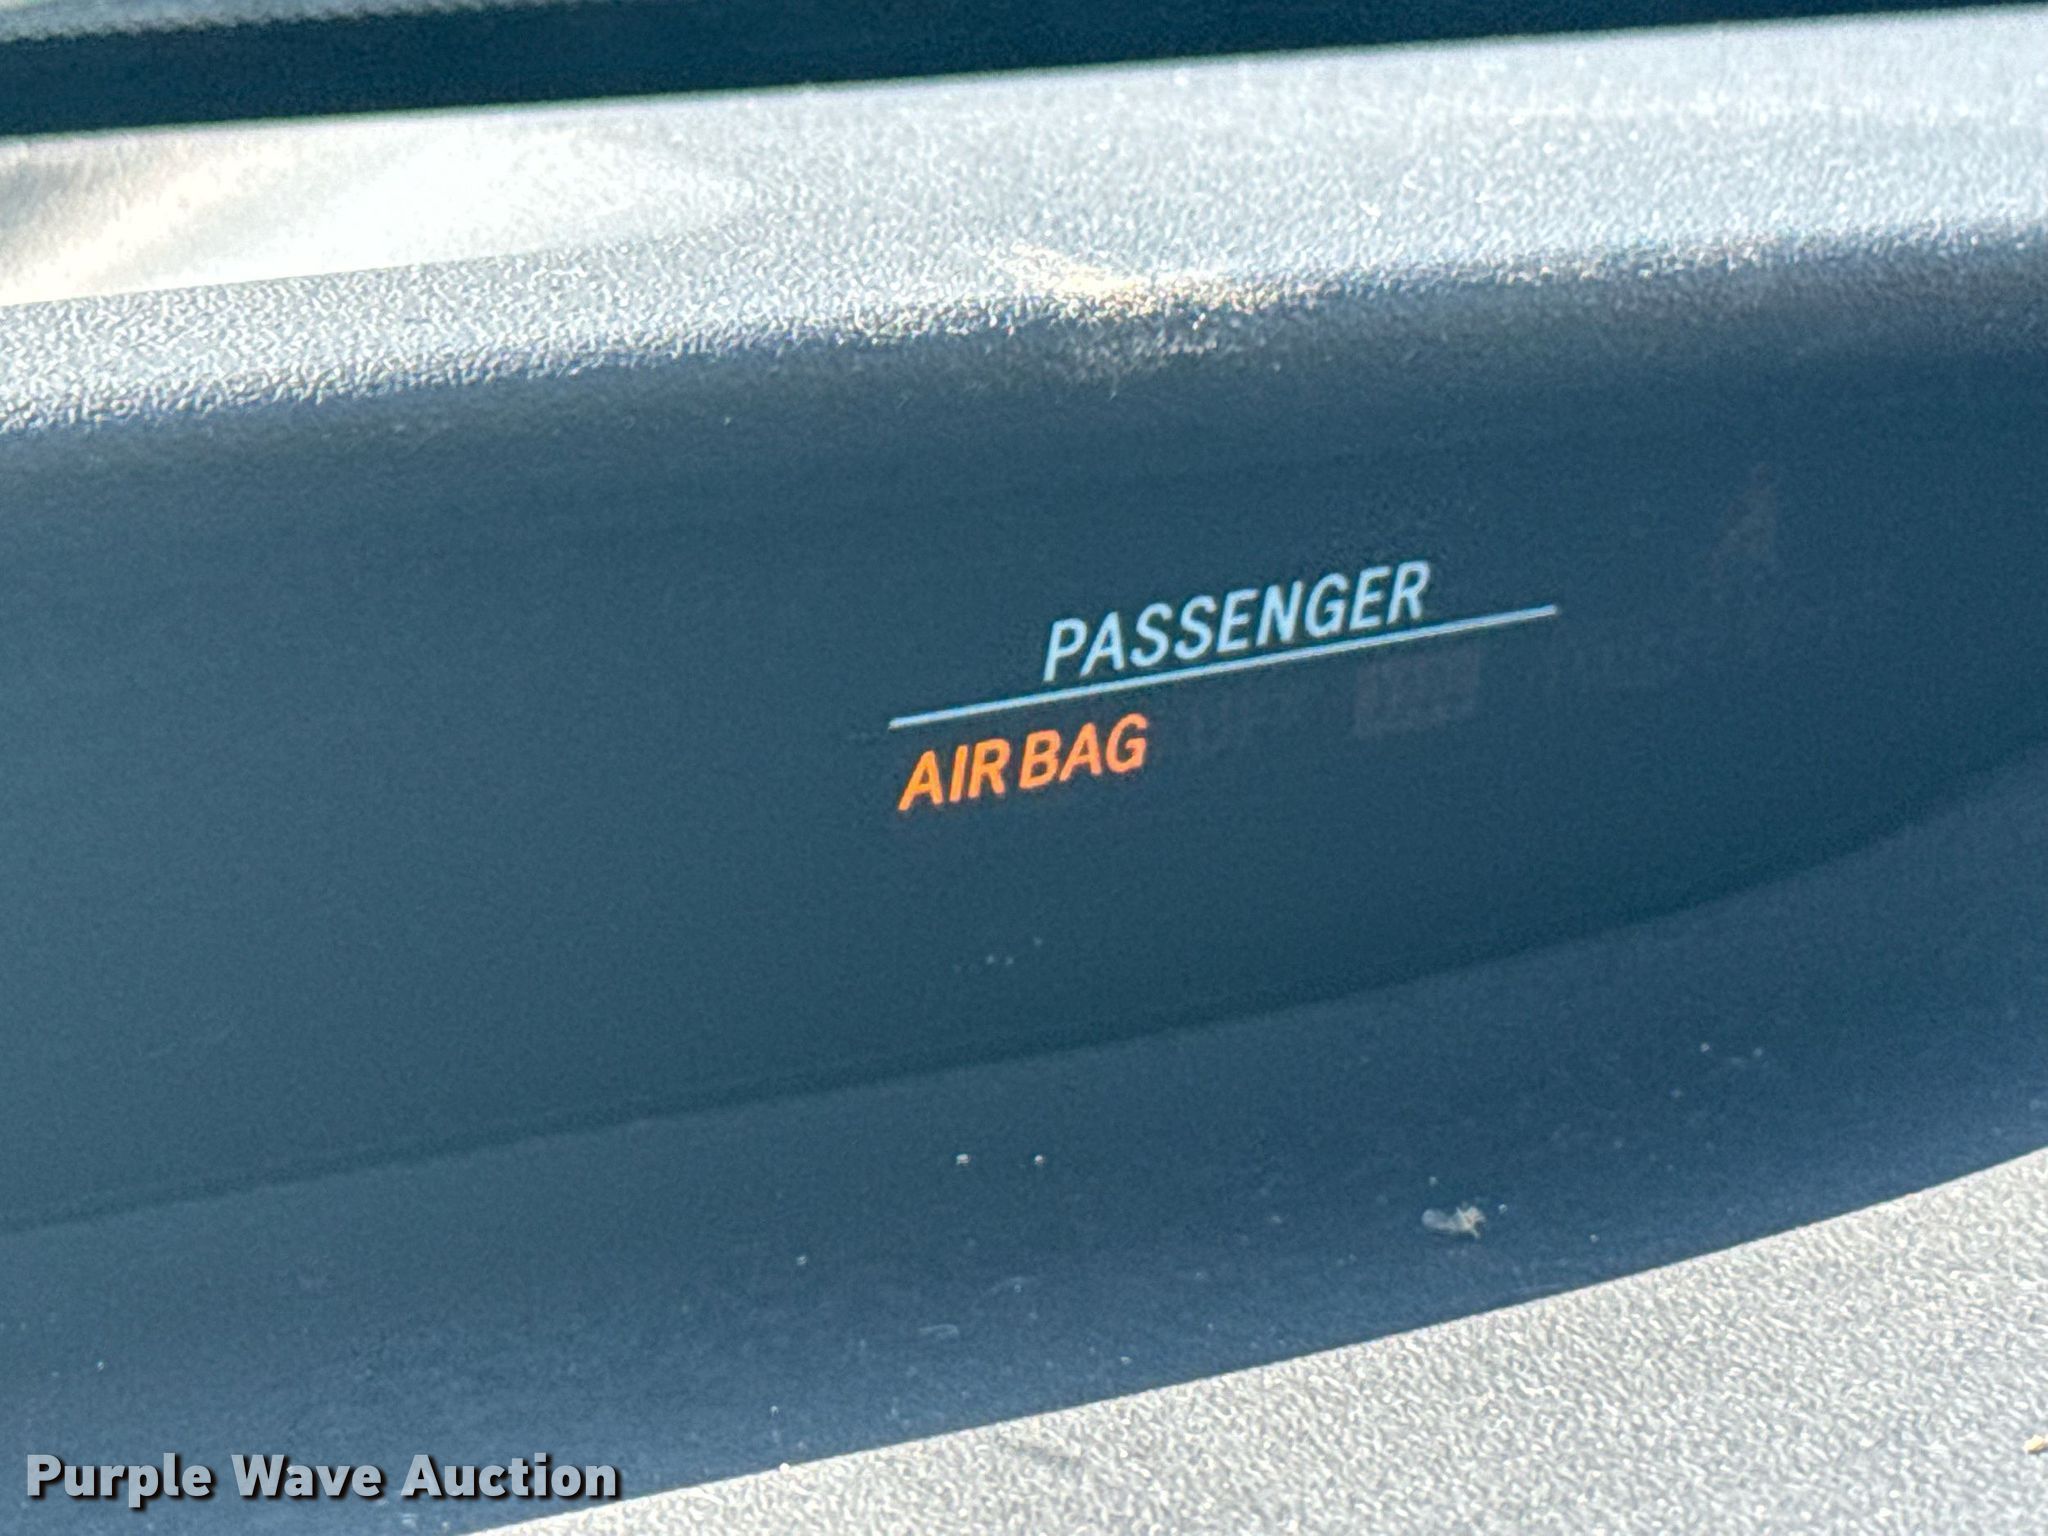 PASSENGER
AIR BAG
Purple Wave Auction